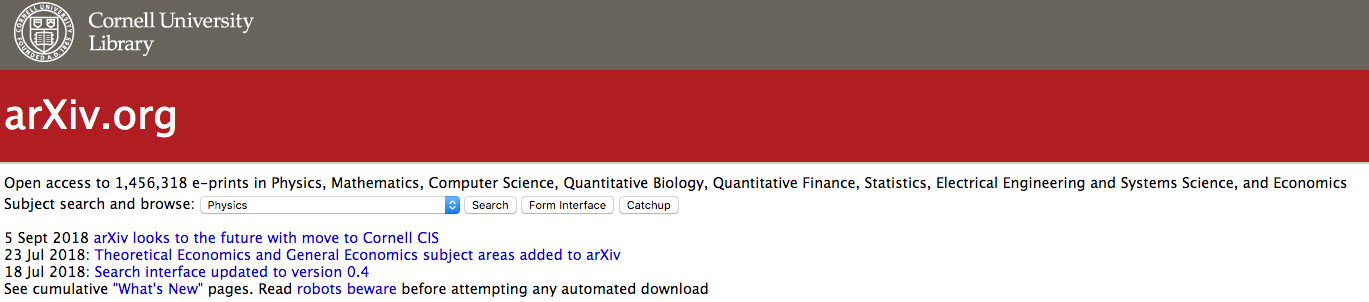 Cornell University
Library
arXiv.org
Open access to 1,456,318 e-prints in Physics, Mathematics, Computer Science, Quantitative Biology, Quantitative Finance, Statistics, Electrical Engineering and Systems Science, and Economics
Subject search and browse: Physics Search Form Interface Catchup
5 Sept 2018 arXiv looks to the future with move to Cornell CIS
23 Jul 2018: Theoretical Economics and General Economics subject areas added to arXiv
18 Jul 2018: Search interface updated to version 0.4
See cumulative "What's New" pages. Read robots beware before attempting any automated download